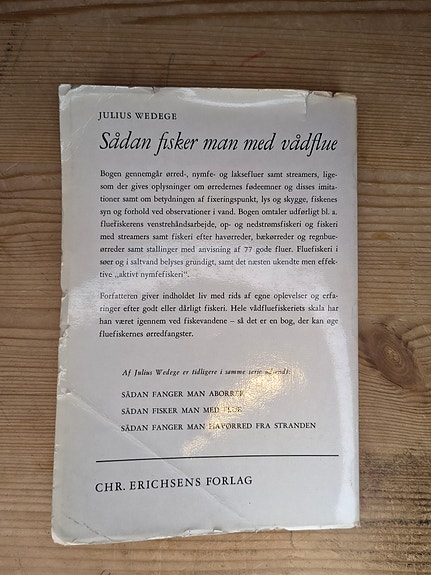 JULIUS WEDEGE
Sådan fisker man med vådflue
Bogen gennemgår ørred-, nymfe- og laksefluer samt streamers, lige-
som der gives oplysninger om ørredernes fødeemner og disses imita-
tioner samt om betydningen af fixeringspunkt, lys og skygge, fiskenes
syn og forhold ved observationer i vand. Bogen omtaler udførligt bl. a.
fluefiskerens venstrehåndsarbejde, op- og nedstrømsfiskeri og fiskeri
med streamers samt fiskeri efter havørreder, bækørreder og regnbue-
ørreder samt stallinger med anvisning af 77 gode fluer. Fluefiskeri i
søer og i saltvand belyses grundigt, samt det næsten ukendte men effek-
tive „aktivt nymfefiskeri“.
Forfatteren giver indholdet liv med rids af egne oplevelser og erfa-
ringer efter godt eller dårligt fiskeri. Hele vådfluefiskeriets skala har
han været igennem ved fiskevandene – så det er en bog, der kan øge
fluefiskernes ørredfangster.
Af Julius Wedege er tidligere i samme serie udsendt:
SÅDAN FANGER MAN ABORRER
SÅDAN FISKER MAN MED FLUE
SÅDAN FANGER MAN HAVØRRED FRA STRANDEN
CHR. ERICHSENS FORLAG